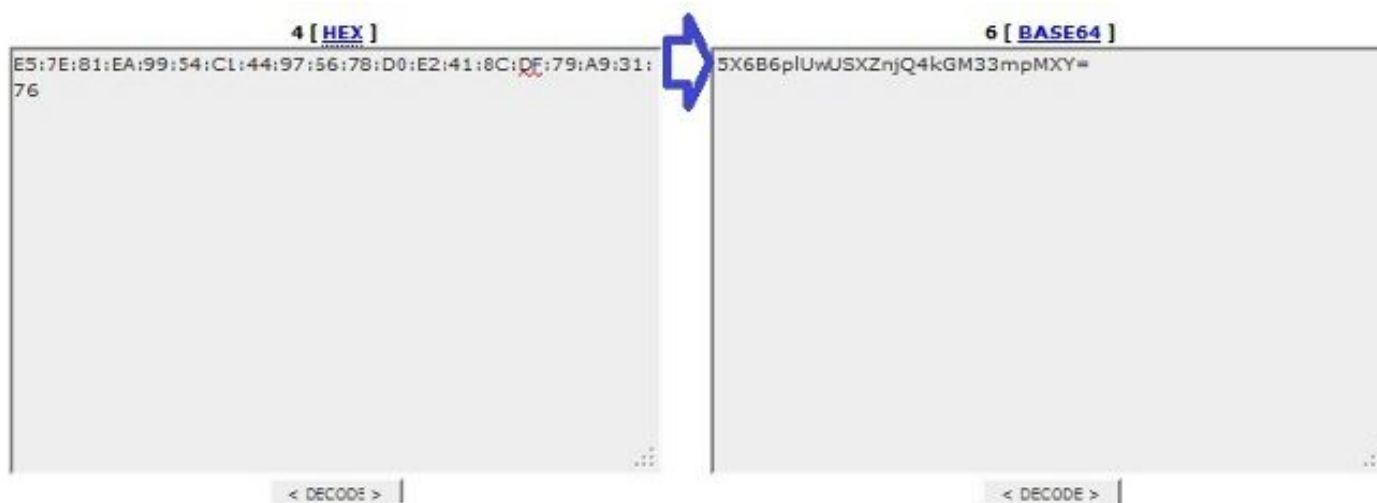 4 [ HEX ]
E5:7E:81:EA:99:54:C1:44:97:66:78:D0:E2:41:8C:DF:79:A9:31:
76
< DECODE >
6 [ BASE64 ]
5X6B6plUwUSXZnjQ4kGM33mpMXY=
< DECODE >